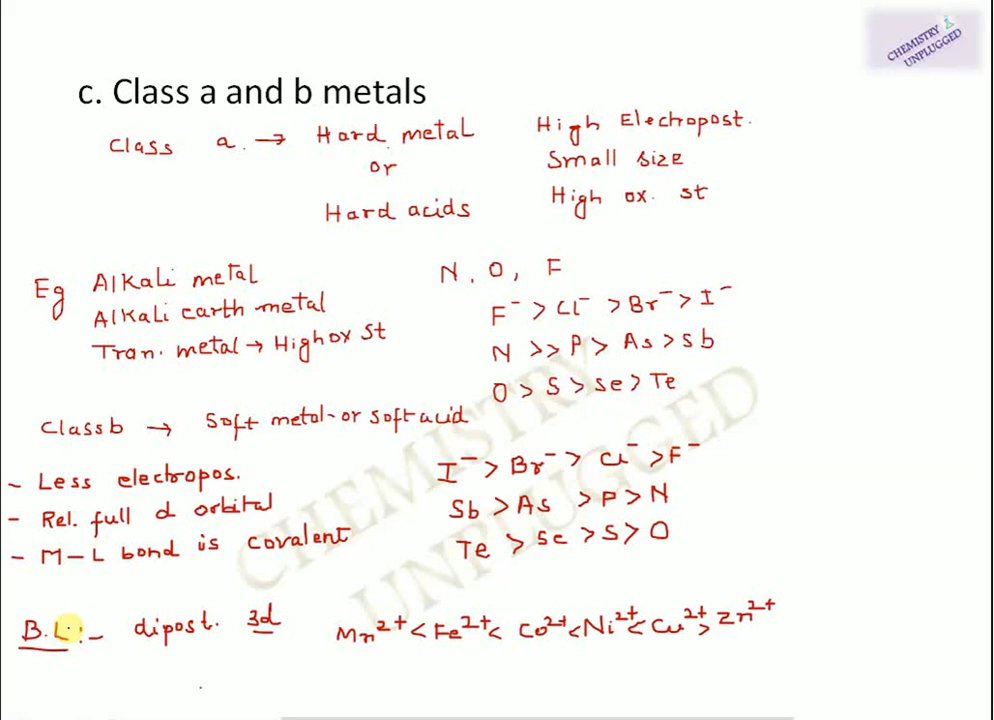 CHEMISTRY
UNPLUGGED
c. Class a and b metals
Class a. → Hard metal
or
Hard acids
High Electropost.
Small size
High ox. st
Eg Alkali metal
Alkali earth metal
Tran. metal → High ox St
N, O, F
F⁻ > Cl⁻ > Br⁻ > I⁻
N >> P > As > Sb
O > S > Se > Te
Class b → Soft metal - or soft acid
- Less electropos.
- Rel. full d orbital
- M-L bond is covalent
I⁻ > Br⁻ > Cl⁻ > F⁻
Sb > As > P > N
Te > Se > S > O
B.L :- dipost. 3d
Mn²⁺ < Fe²⁺ < Co²⁺ < Ni²⁺ < Cu²⁺ > Zn²⁺
CHEMISTRY
UNPLUGGED